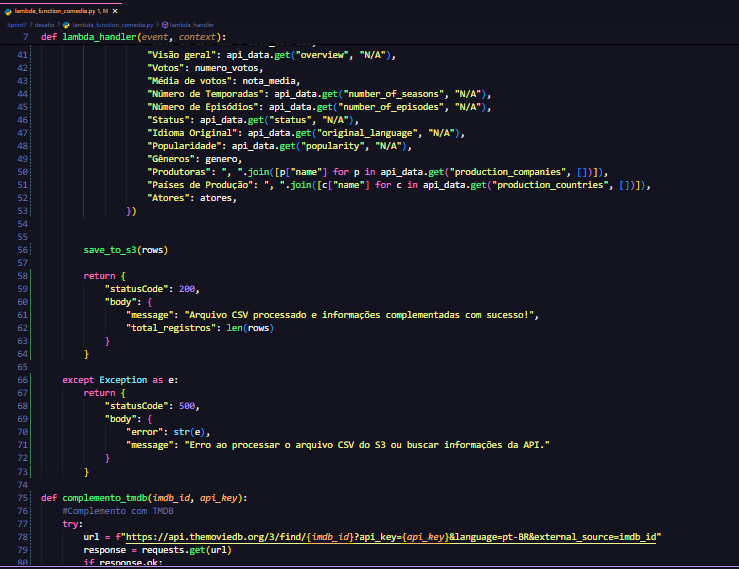 lambda_function_comedia.py 1, M ×
Sprint7 > desafio > lambda_function_comedia.py > lambda_handler
7 def lambda_handler(event, context):
41 "Visão geral": api_data.get("overview", "N/A"),
42 "Votos": numero_votos,
43 "Média de votos": nota_media,
44 "Número de Temporadas": api_data.get("number_of_seasons", "N/A"),
45 "Número de Episódios": api_data.get("number_of_episodes", "N/A"),
46 "Status": api_data.get("status", "N/A"),
47 "Idioma Original": api_data.get("original_language", "N/A"),
48 "Popularidade": api_data.get("popularity", "N/A"),
49 "Gêneros": genero,
50 "Produtoras": ", ".join([p["name"] for p in api_data.get("production_companies", [])]),
51 "Países de Produção": ", ".join([c["name"] for c in api_data.get("production_countries", [])]),
52 "Atores": atores,
53 })
54
55
56 save_to_s3(rows)
57
58 return {
59 "statusCode": 200,
60 "body": {
61 "message": "Arquivo CSV processado e informações complementadas com sucesso!",
62 "total_registros": len(rows)
63 }
64 }
65
66 except Exception as e:
67 return {
68 "statusCode": 500,
69 "body": {
70 "error": str(e),
71 "message": "Erro ao processar o arquivo CSV do S3 ou buscar informações da API."
72 }
73 }
74
75 def complemento_tmdb(imdb_id, api_key):
76 #Complemento com TMDB
77 try:
78 url = f"https://api.themoviedb.org/3/find/{imdb_id}?api_key={api_key}&language=pt-BR&external_source=imdb_id"
79 response = requests.get(url)
80 if response.ok: